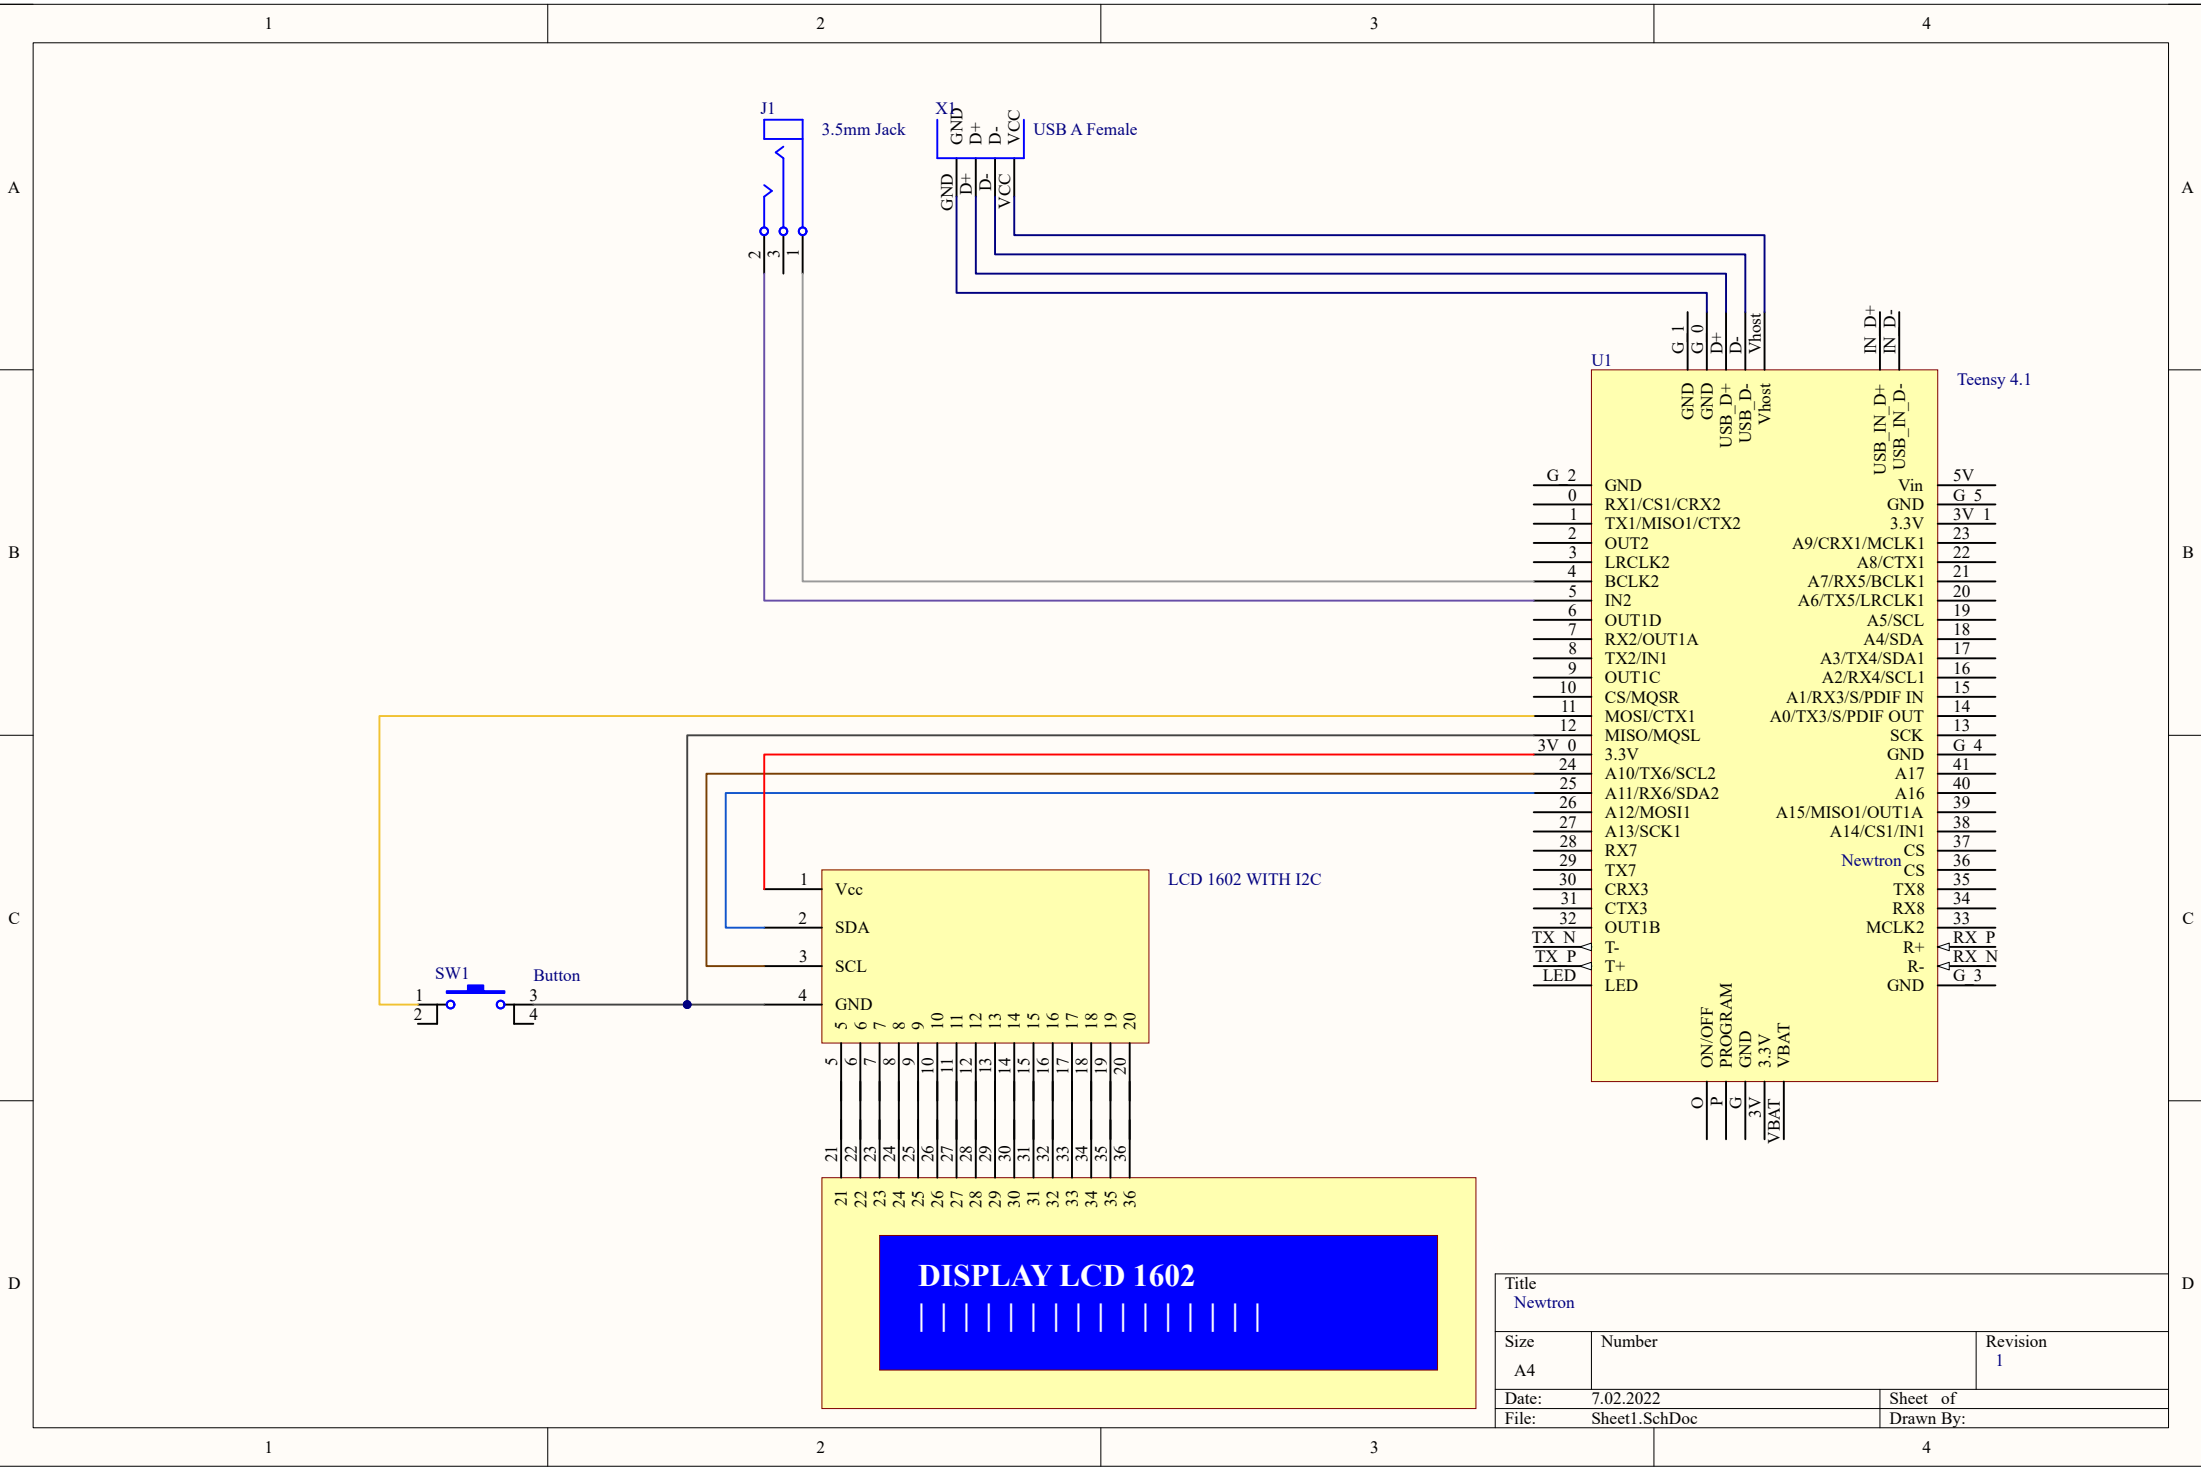 1 2 3 4
A A
B B
C C
D D
J1
3.5mm Jack
2 3 1
X1
USB A Female
GND D+ D- VCC
GND D+ D- VCC
G_1 G_0 D+ D- Vhost
IN_D+ IN_D-
U1
Teensy 4.1
GND GND USB_D+ USB_D- Vhost
USB_IN_D+ USB_IN_D-
G_2 GND
0 RX1/CS1/CRX2
1 TX1/MISO1/CTX2
2 OUT2
3 LRCLK2
4 BCLK2
5 IN2
6 OUT1D
7 RX2/OUT1A
8 TX2/IN1
9 OUT1C
10 CS/MQSR
11 MOSI/CTX1
12 MISO/MQSL
3V_0 3.3V
24 A10/TX6/SCL2
25 A11/RX6/SDA2
26 A12/MOSI1
27 A13/SCK1
28 RX7
29 TX7
30 CRX3
31 CTX3
32 OUT1B
TX_N T-
TX_P T+
LED LED
Vin 5V
GND G_5
3.3V 3V_1
A9/CRX1/MCLK1 23
A8/CTX1 22
A7/RX5/BCLK1 21
A6/TX5/LRCLK1 20
A5/SCL 19
A4/SDA 18
A3/TX4/SDA1 17
A2/RX4/SCL1 16
A1/RX3/S/PDIF IN 15
A0/TX3/S/PDIF OUT 14
SCK 13
GND G_4
A17 41
A16 40
A15/MISO1/OUT1A 39
A14/CS1/IN1 38
CS 37
Newtron
CS 36
TX8 35
RX8 34
MCLK2 33
R+ RX_P
R- RX_N
GND G_3
ON/OFF PROGRAM GND 3.3V VBAT
O P G 3V VBAT
LCD 1602 WITH I2C
1 Vcc
2 SDA
3 SCL
4 GND
SW1
Button
1 3
2 4
5 6 7 8 9 10 11 12 13 14 15 16 17 18 19 20
5 6 7 8 9 10 11 12 13 14 15 16 17 18 19 20
21 22 23 24 25 26 27 28 29 30 31 32 33 34 35 36
21 22 23 24 25 26 27 28 29 30 31 32 33 34 35 36
DISPLAY LCD 1602
Title
Newtron
Size Number Revision
A4 1
Date: 7.02.2022 Sheet of
File: Sheet1.SchDoc Drawn By:
1 2 3 4